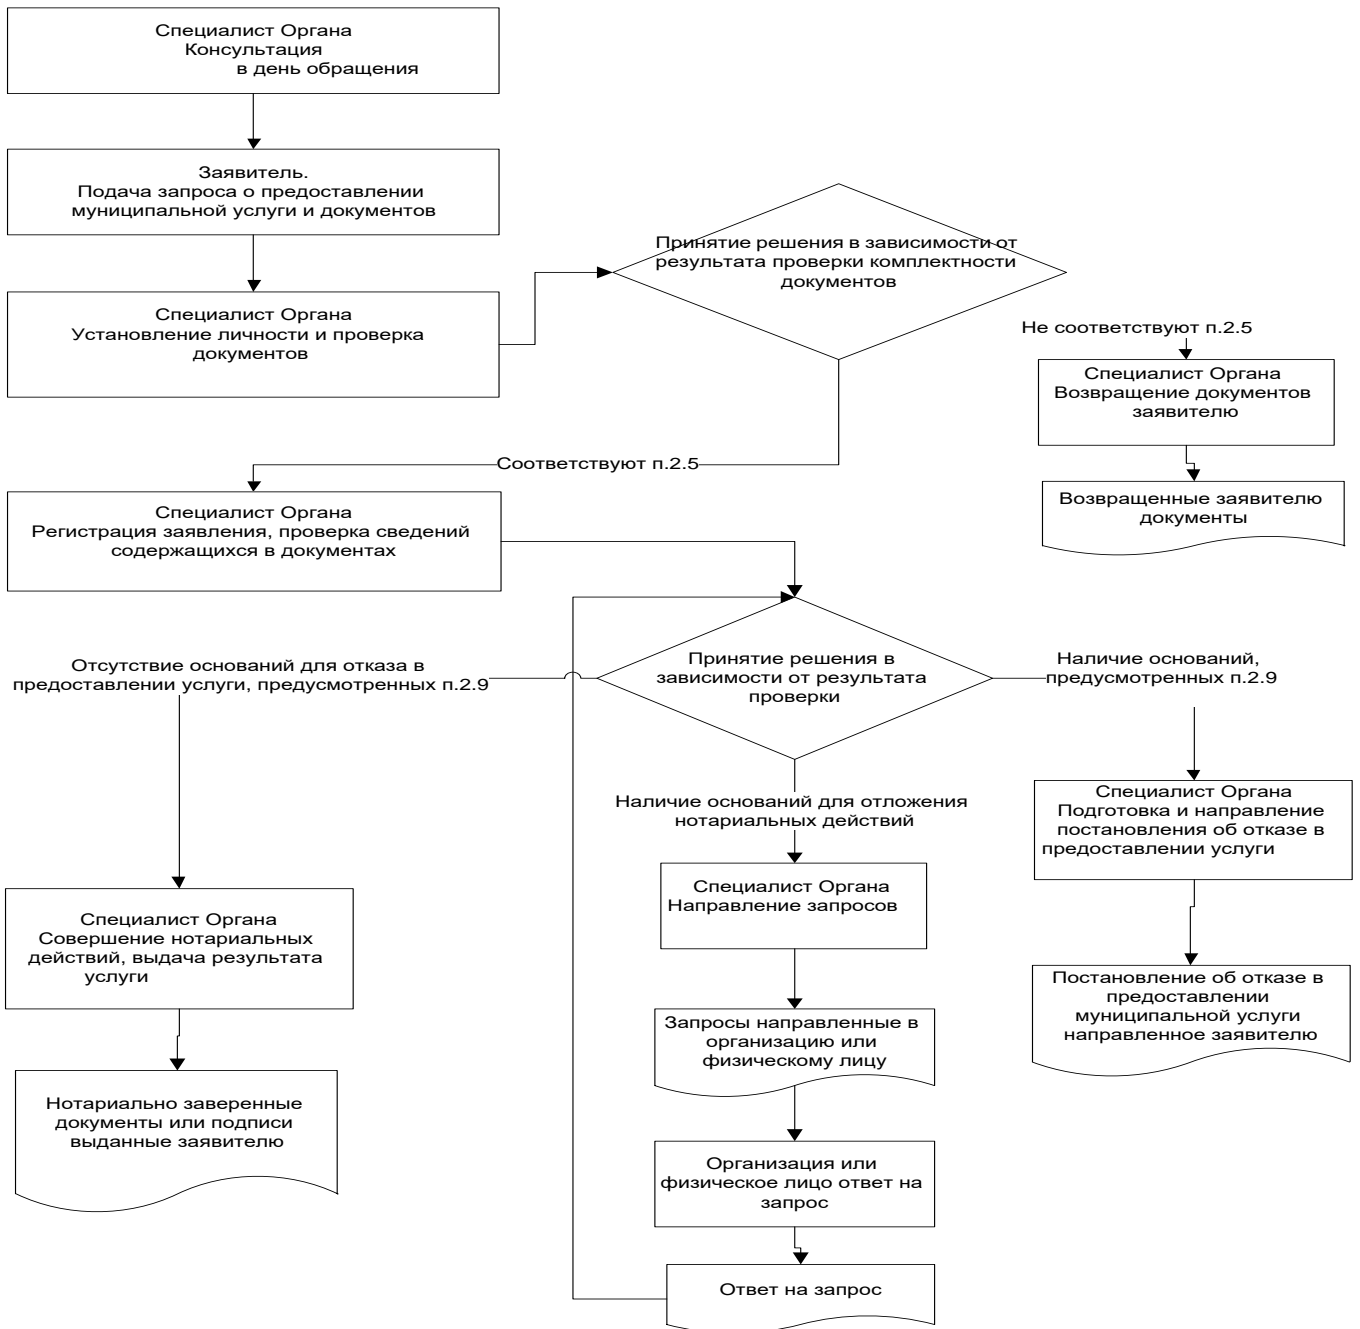 Специалист Органа
Консультация
в день обращения
Заявитель.
Подача запроса о предоставлении
муниципальной услуги и документов
Специалист Органа
Установление личности и проверка
документов
Принятие решения в зависимости от
результата проверки комплектности
документов
Не соответствуют п.2.5
Специалист Органа
Возвращение документов
заявителю
Возвращенные заявителю
документы
Соответствуют п.2.5
Специалист Органа
Регистрация заявления, проверка сведений
содержащихся в документах
Принятие решения в
зависимости от результата
проверки
Отсутствие оснований для отказа в
предоставлении услуги, предусмотренных п.2.9
Наличие оснований,
предусмотренных п.2.9
Наличие оснований для отложения
нотариальных действий
Специалист Органа
Подготовка и направление
постановления об отказе в
предоставлении услуги
Специалист Органа
Направление запросов
Специалист Органа
Совершение нотариальных
действий, выдача результата
услуги
Постановление об отказе в
предоставлении
муниципальной услуги
направленное заявителю
Запросы направленные в
организацию или
физическому лицу
Нотариально заверенные
документы или подписи
выданные заявителю
Организация или
физическое лицо ответ на
запрос
Ответ на запрос